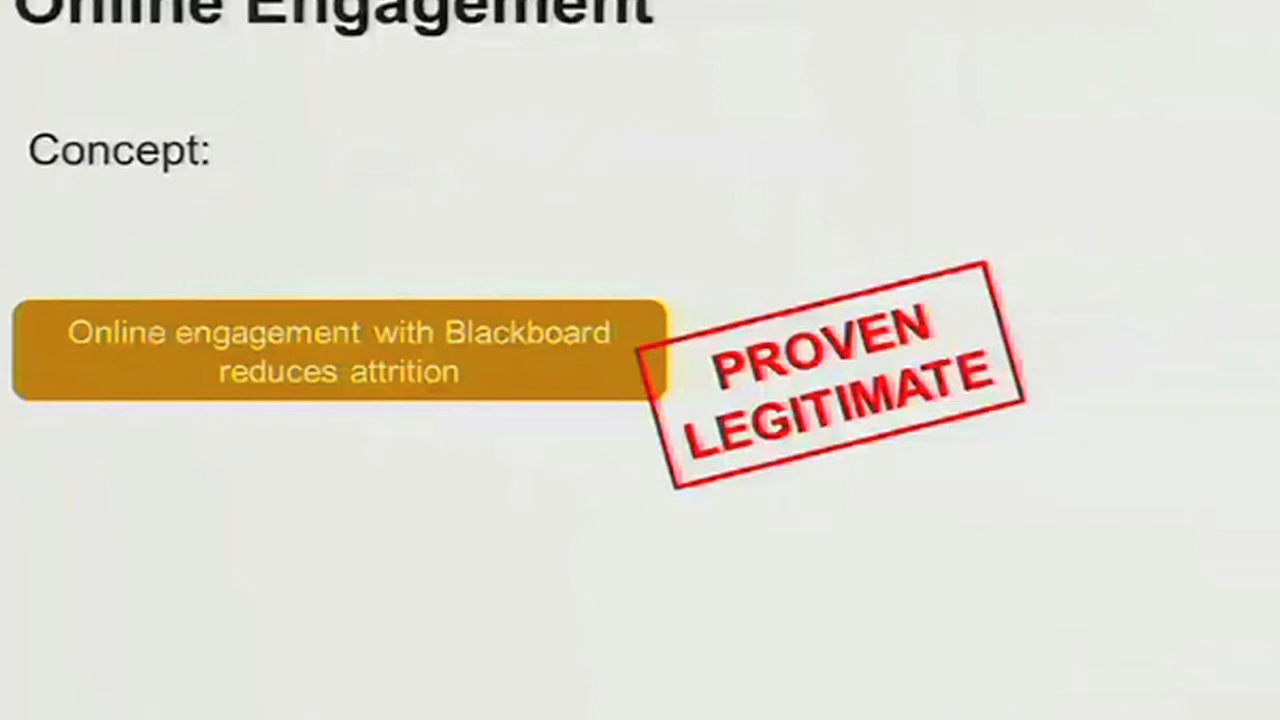 Online Engagement
Concept:
Online engagement with Blackboard
reduces attrition
PROVEN
LEGITIMATE